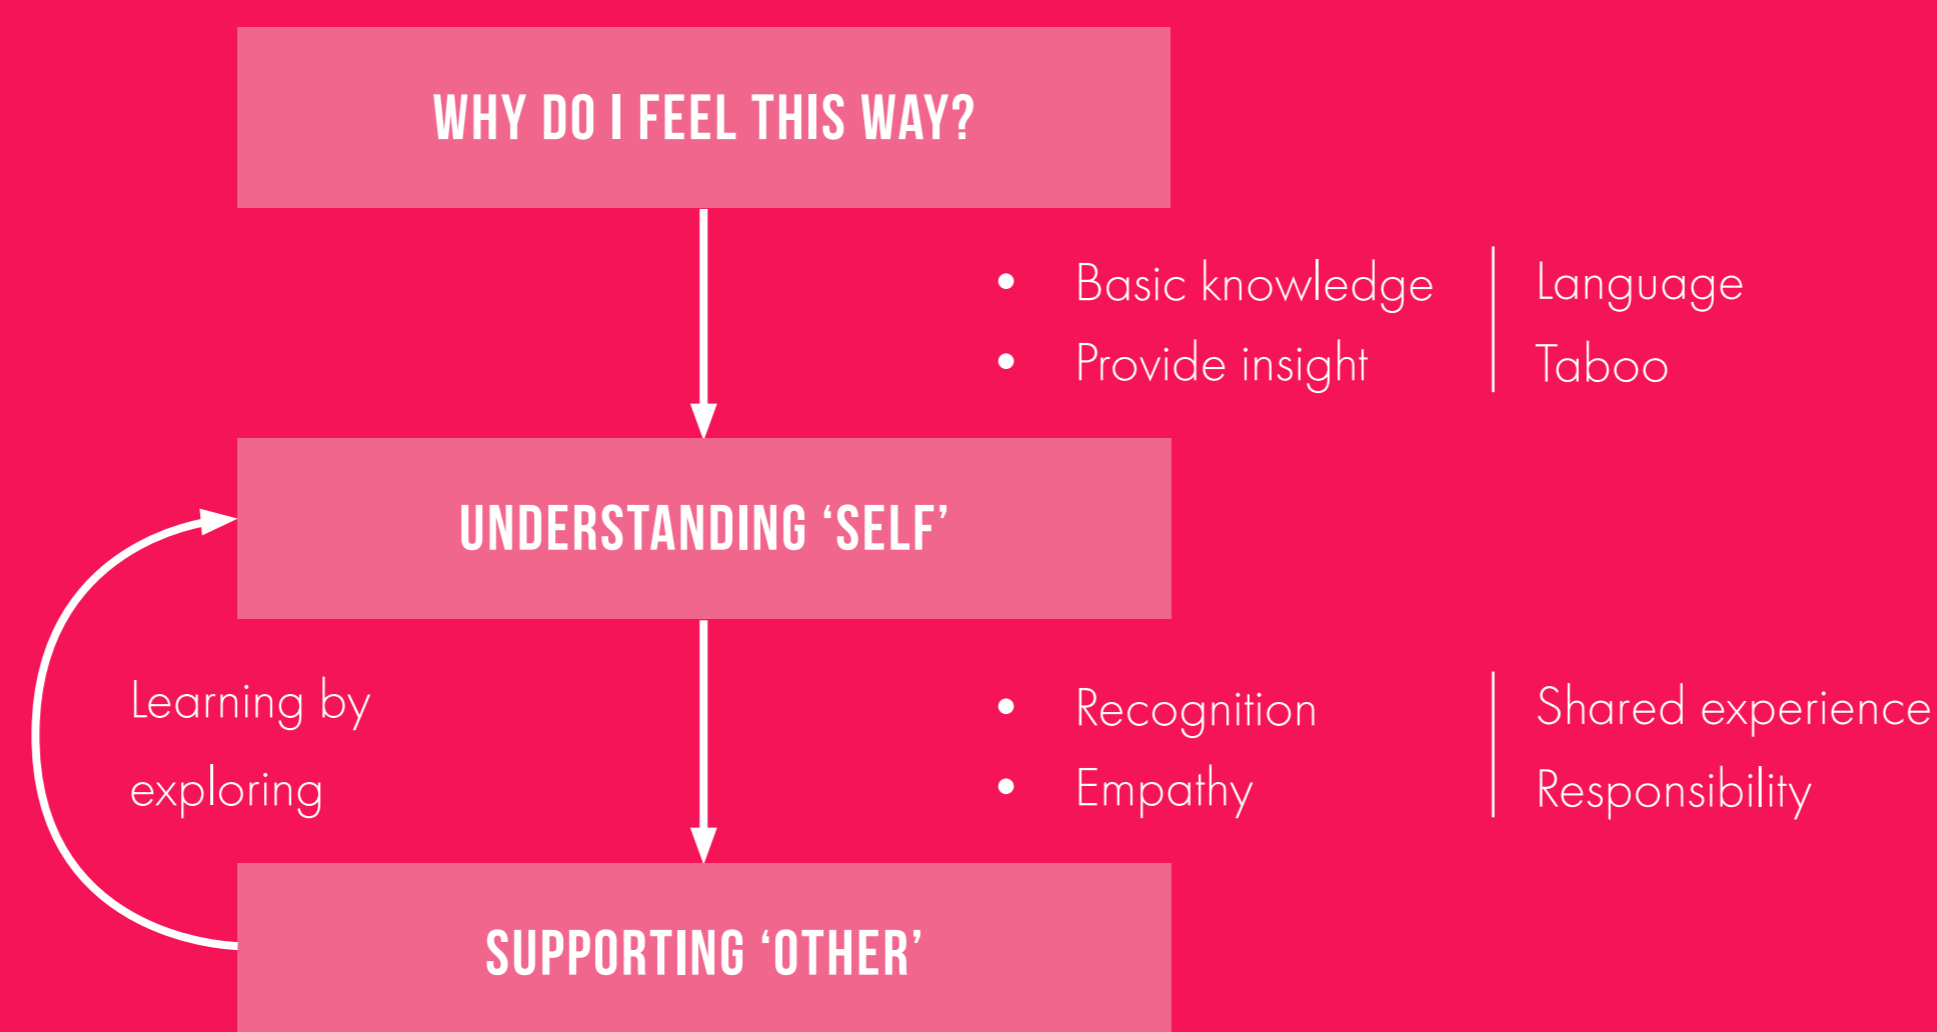 WHY DO I FEEL THIS WAY?
• Basic knowledge
• Provide insight
Language
Taboo
UNDERSTANDING ‘SELF’
Learning by
exploring
• Recognition
• Empathy
Shared experience
Responsibility
SUPPORTING ‘OTHER’